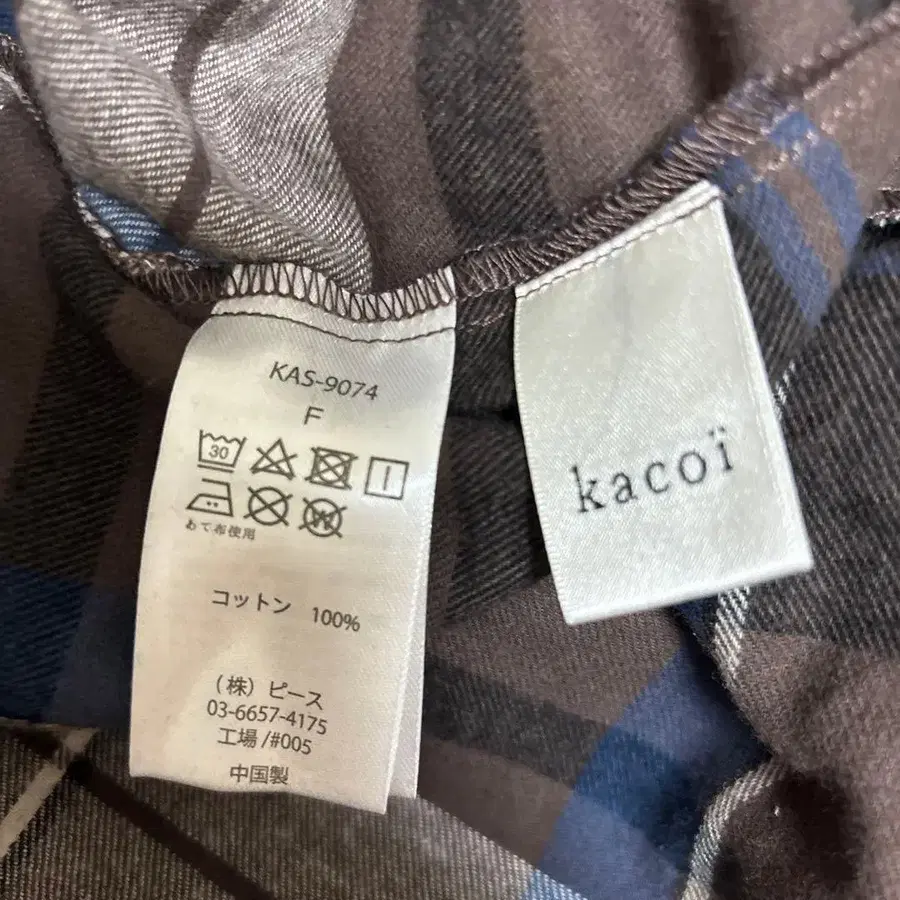 KAS-9074
F
30
W
あて布使用
コットン 100%
(株)ピース
03-6657-4175
工場/#005
中国製
kacoï